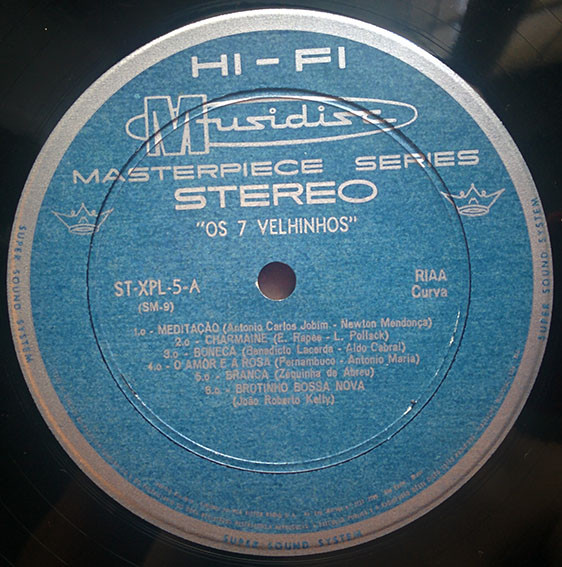 HI-FI
Musidisc
MASTERPIECE SERIES
STEREO
"OS 7 VELHINHOS"
ST-XPL-5-A
(SM-9)
RIAA
Curva
1.o - MEDITAÇÃO (Antonio Carlos Jobim - Newton Mendonça)
2.o - CHARMAINE (E. Rapée - L. Pollack)
3.o - BONECA (Benedicto Lacerda - Aldo Cabral)
4.o - O AMOR E A ROSA (Pernambuco - Antonio Maria)
5.o - BRANCA (Zequinha de Abreu)
6.o - BROTINHO BOSSA NOVA
(João Roberto Kelly)
SUPER SOUND SYSTEM
SUPER SOUND SYSTEM
SUPER SOUND SYSTEM